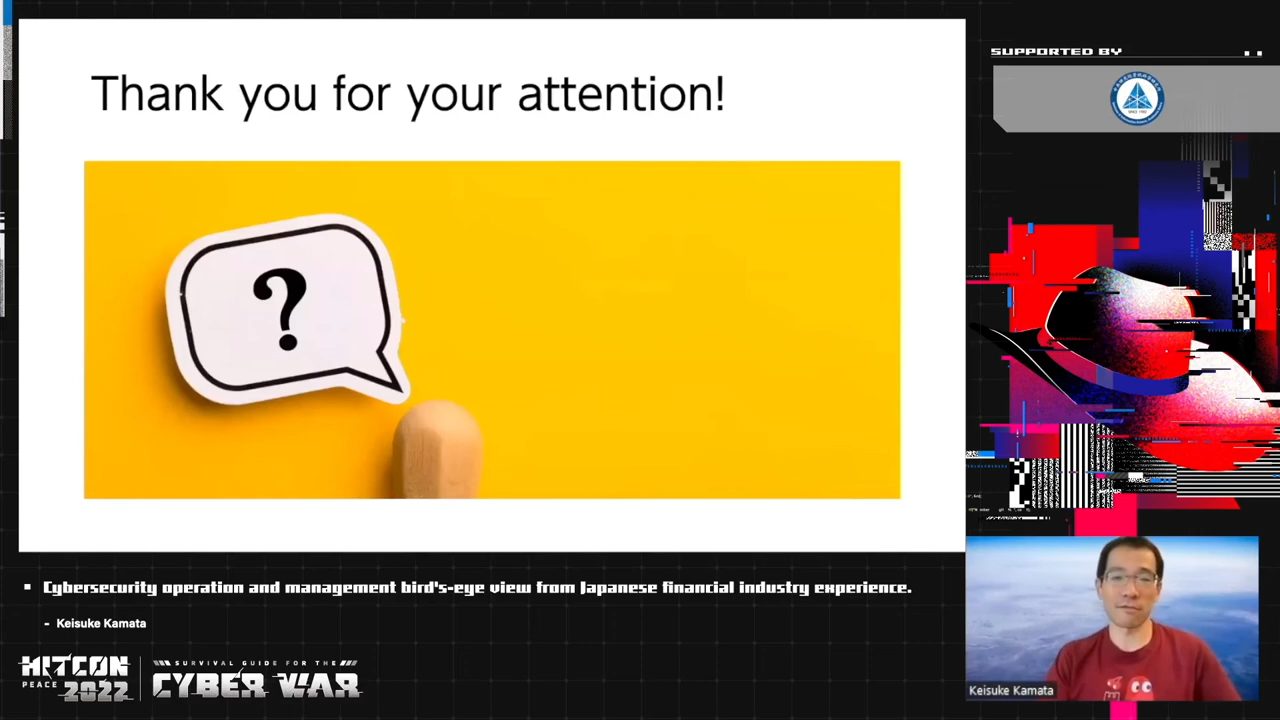 Thank you for your attention!
?
SUPPORTED BY
Cybersecurity operation and management bird's-eye view from Japanese financial industry experience.
- Keisuke Kamata
HITCON
PEACE 2022
SURVIVAL GUIDE FOR THE
CYBER WAR
Keisuke Kamata